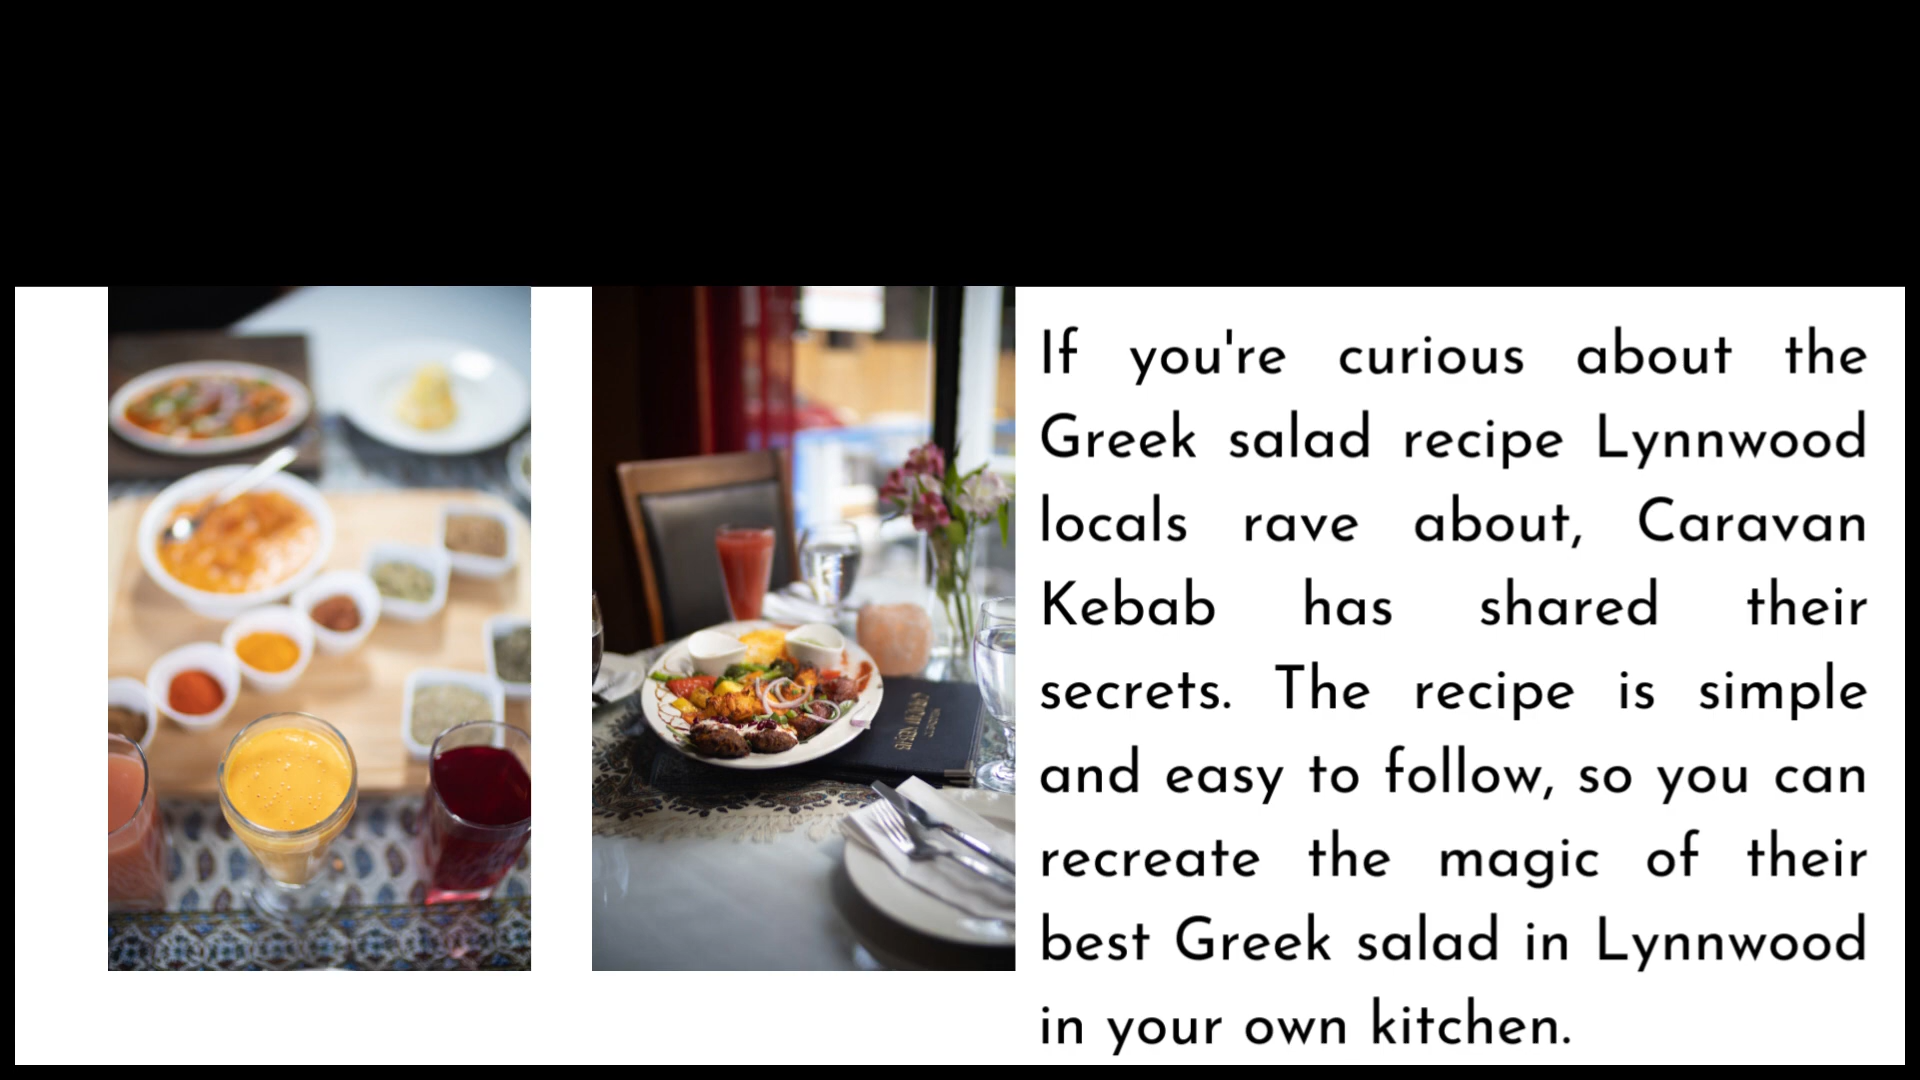 If you're curious about the
Greek salad recipe Lynnwood
locals rave about, Caravan
Kebab has shared their
secrets. The recipe is simple
and easy to follow, so you can
recreate the magic of their
best Greek salad in Lynnwood
in your own kitchen.